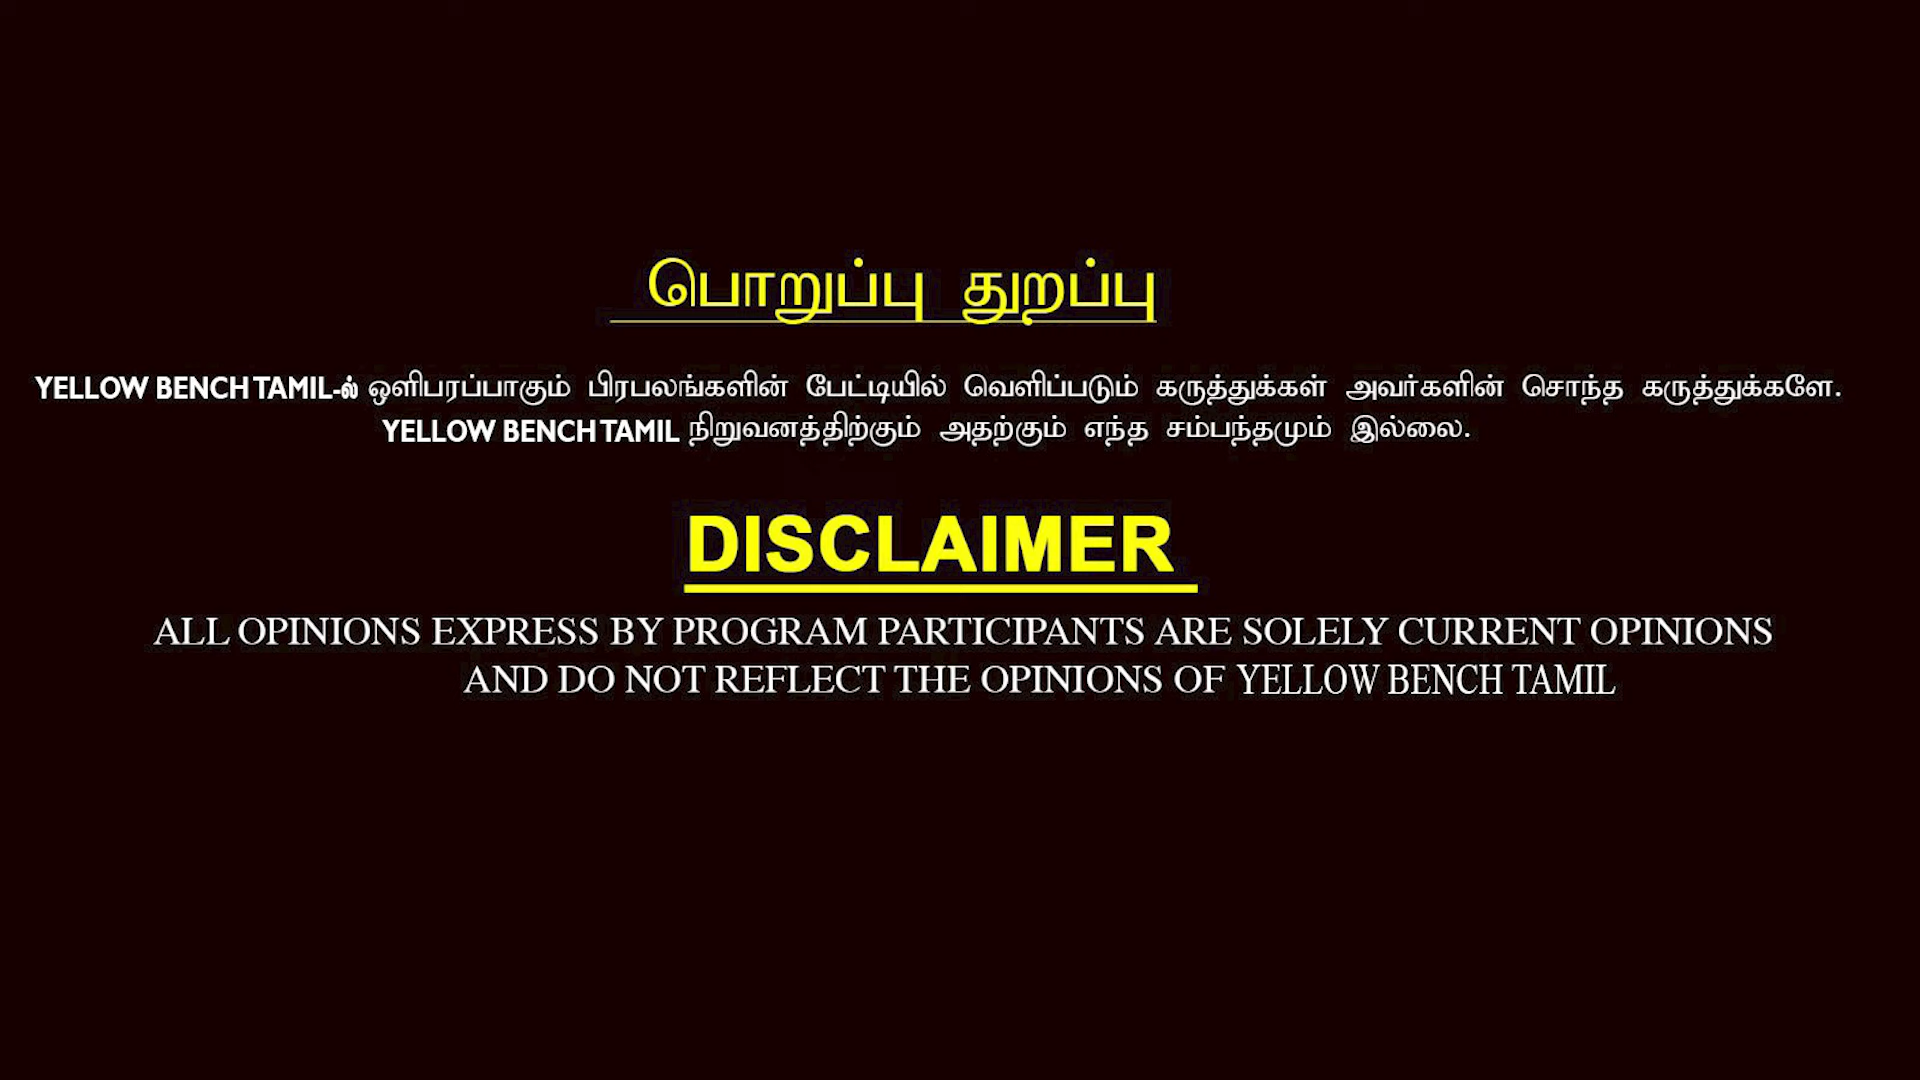 பொறுப்பு துறப்பு
YELLOW BENCH TAMIL-ல் ஒளிபரப்பாகும் பிரபலங்களின் பேட்டியில் வெளிப்படும் கருத்துக்கள் அவர்களின் சொந்த கருத்துக்களே.
YELLOW BENCH TAMIL நிறுவனத்திற்கும் அதற்கும் எந்த சம்பந்தமும் இல்லை.
DISCLAIMER
ALL OPINIONS EXPRESS BY PROGRAM PARTICIPANTS ARE SOLELY CURRENT OPINIONS
AND DO NOT REFLECT THE OPINIONS OF YELLOW BENCH TAMIL